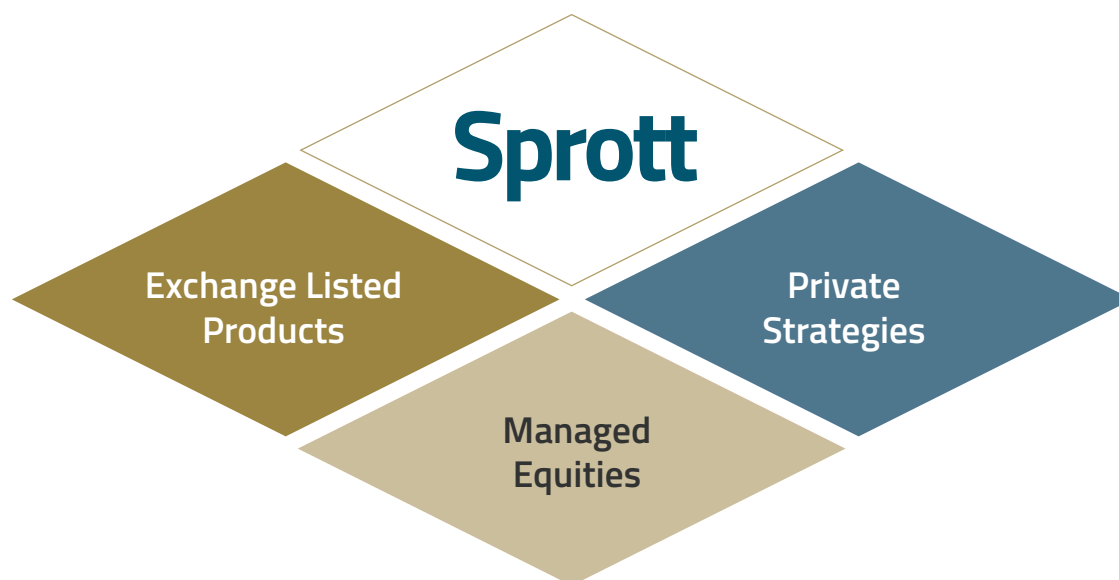 Sprott
Exchange Listed
Products
Private
Strategies
Managed
Equities